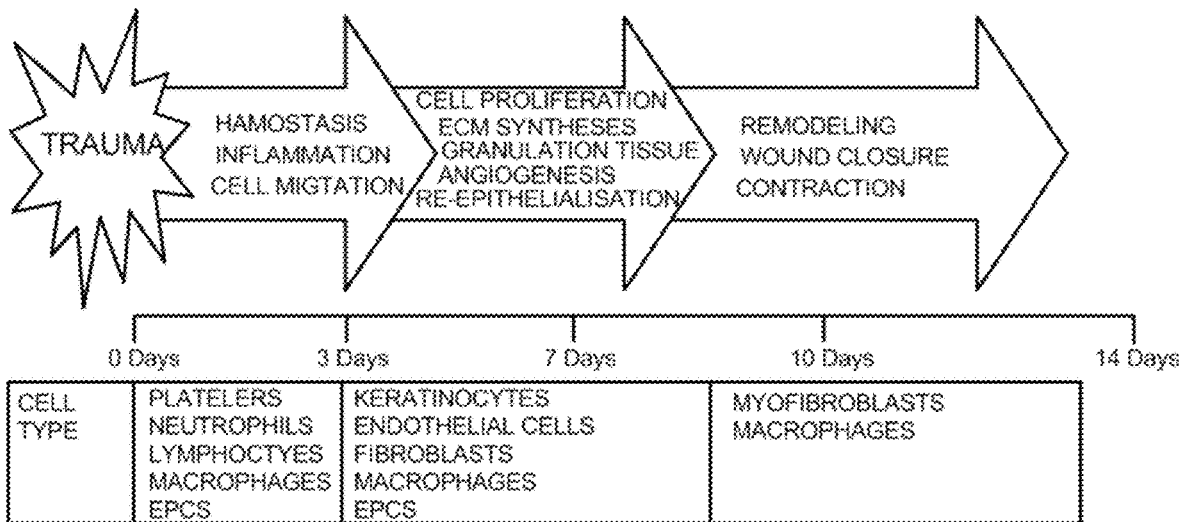 TRAUMA
HAMOSTASIS
INFLAMMATION
CELL MIGTATION
CELL PROLIFERATION
ECM SYNTHESES
GRANULATION TISSUE
ANGIOGENESIS
RE-EPITHELIALISATION
REMODELING
WOUND CLOSURE
CONTRACTION
0 Days
3 Days
7 Days
10 Days
14 Days
CELL
TYPE
PLATELERS
NEUTROPHILS
LYMPHOCTYES
MACROPHAGES
EPCS
KERATINOCYTES
ENDOTHELIAL CELLS
FIBROBLASTS
MACROPHAGES
EPCS
MYOFIBROBLASTS
MACROPHAGES